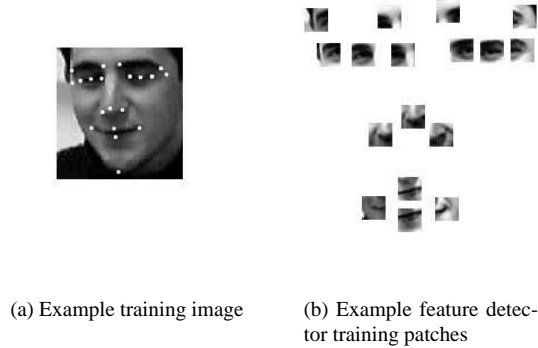 (a) Example training image
(b) Example feature detec-
tor training patches